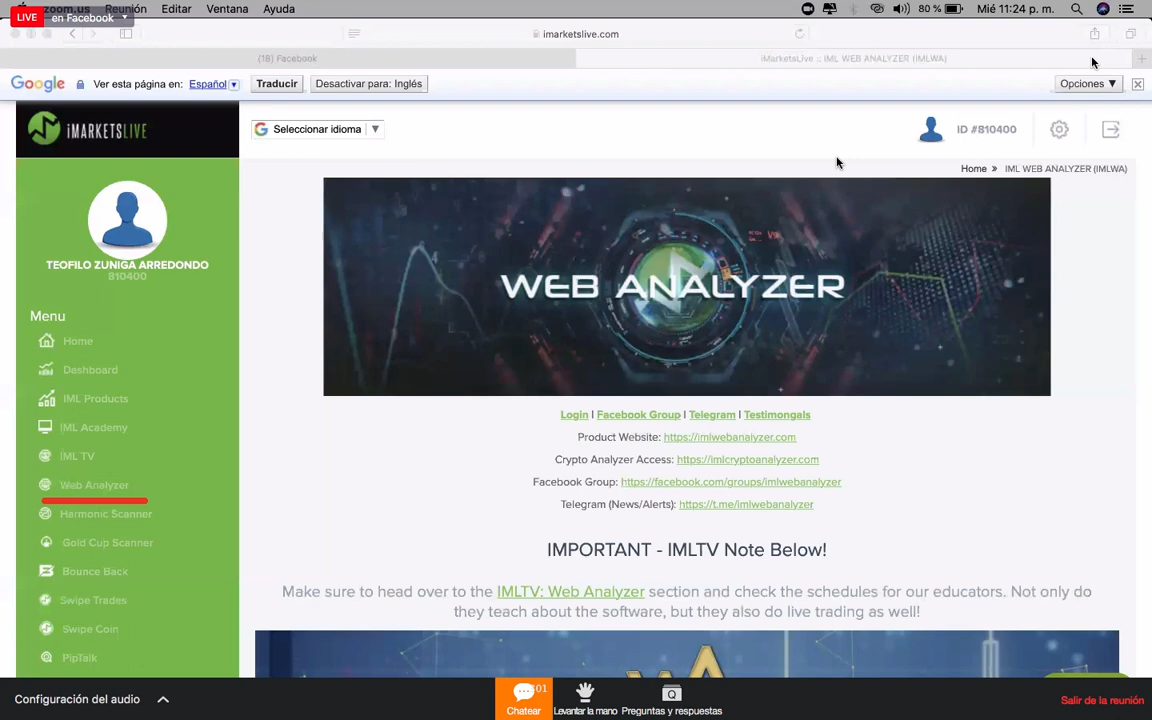 zoom.us Reunión Editar Ventana Ayuda
80 % Mié 11:24 p. m.
LIVE en Facebook
imarketslive.com
(18) Facebook
iMarketsLive :: IML WEB ANALYZER (IMLWA)
Google Ver esta página en: Español Traducir Desactivar para: Inglés Opciones ▼
iMARKETSLIVE
Seleccionar idioma ▼
ID #810400
Home » IML WEB ANALYZER (IMLWA)
WEB ANALYZER
TEOFILO ZUNIGA ARREDONDO
810400
Menu
Home
Dashboard
IML Products
IML Academy
IML TV
Web Analyzer
Harmonic Scanner
Gold Cup Scanner
Bounce Back
Swipe Trades
Swipe Coin
PipTalk
Login | Facebook Group | Telegram | Testimongals
Product Website: https://imlwebanalyzer.com
Crypto Analyzer Access: https://imlcryptoanalyzer.com
Facebook Group: https://facebook.com/groups/imlwebanalyzer
Telegram (News/Alerts): https://t.me/imlwebanalyzer
IMPORTANT - IMLTV Note Below!
Make sure to head over to the IMLTV: Web Analyzer section and check the schedules for our educators. Not only do
they teach about the software, but they also do live trading as well!
Configuración del audio
101
Chatear
Levantar la mano
Q
Preguntas y respuestas
Salir de la reunión